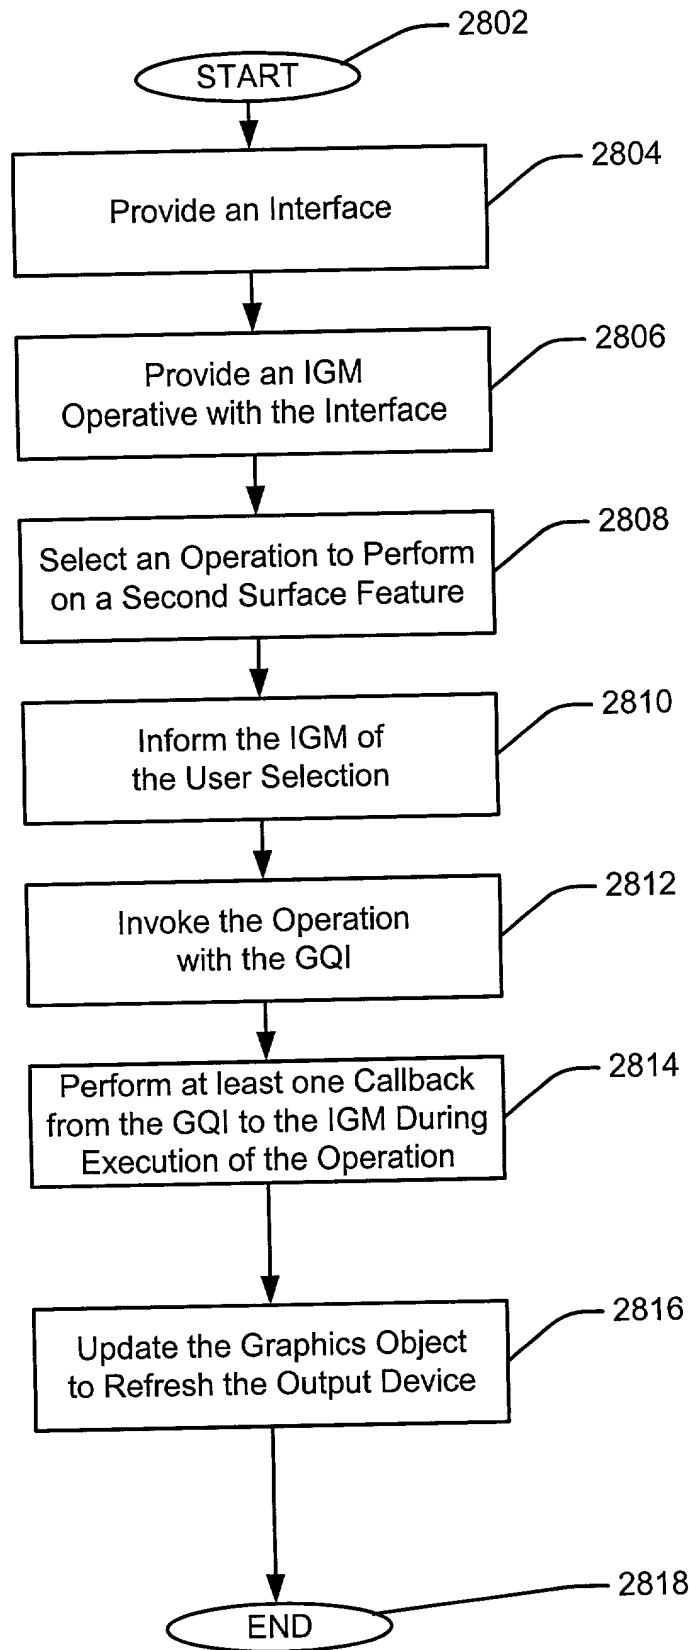 2802
START
2804
Provide an Interface
2806
Provide an IGM
Operative with the Interface
2808
Select an Operation to Perform
on a Second Surface Feature
2810
Inform the IGM of
the User Selection
2812
Invoke the Operation
with the GQI
2814
Perform at least one Callback
from the GQI to the IGM During
Execution of the Operation
2816
Update the Graphics Object
to Refresh the Output Device
2818
END